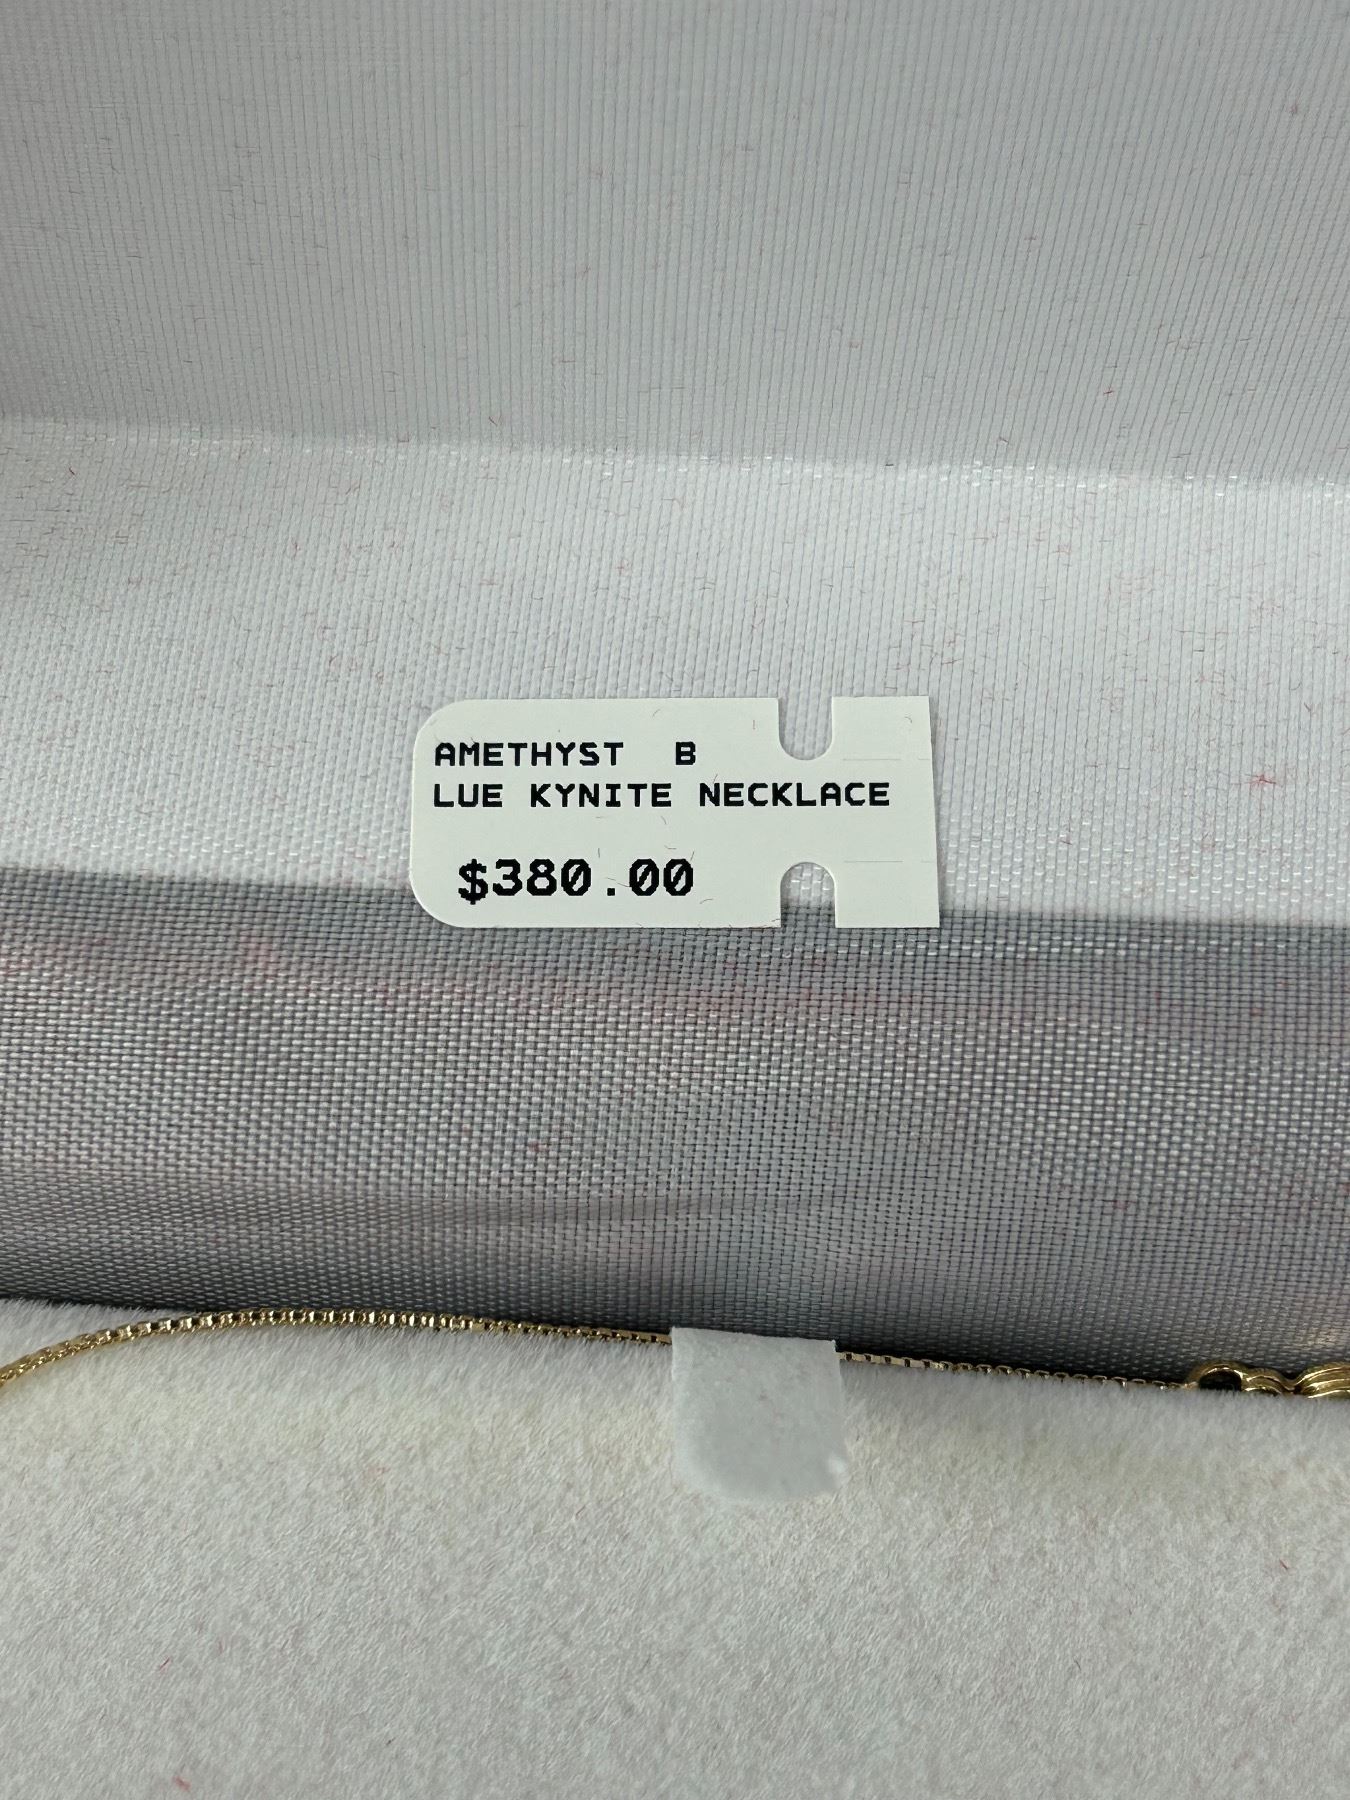 AMETHYST  B
LUE KYNITE NECKLACE
$380.00